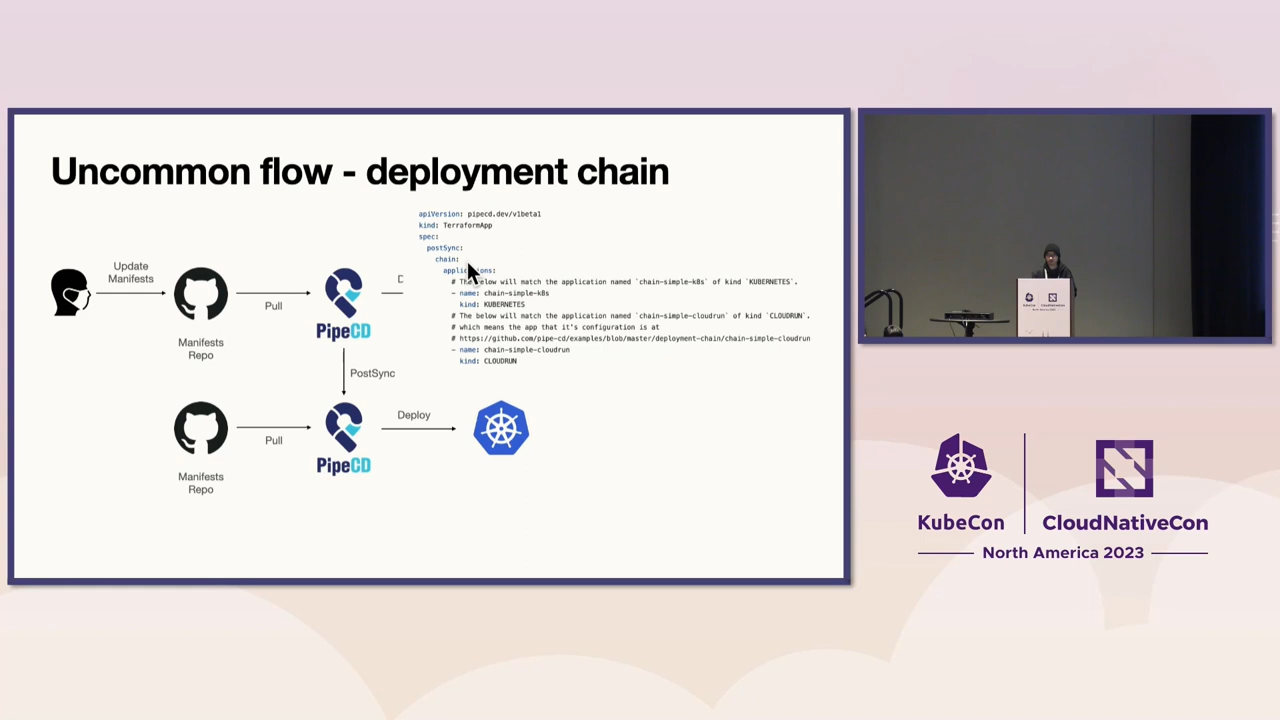 Uncommon flow - deployment chain
Update
Manifests
Manifests
Repo
Pull
PipeCD
D
PostSync
Manifests
Repo
Pull
PipeCD
Deploy
apiVersion: pipecd.dev/v1beta1
kind: TerraformApp
spec:
postSync:
chain:
applications:
# The below will match the application named `chain-simple-k8s` of kind `KUBERNETES`.
- name: chain-simple-k8s
kind: KUBERNETES
# The below will match the application named `chain-simple-cloudrun` of kind `CLOUDRUN`.
# which means the app that it's configuration is at
# https://github.com/pipe-cd/examples/blob/master/deployment-chain/chain-simple-cloudrun
- name: chain-simple-cloudrun
kind: CLOUDRUN
KubeCon
CloudNativeCon
North America 2023